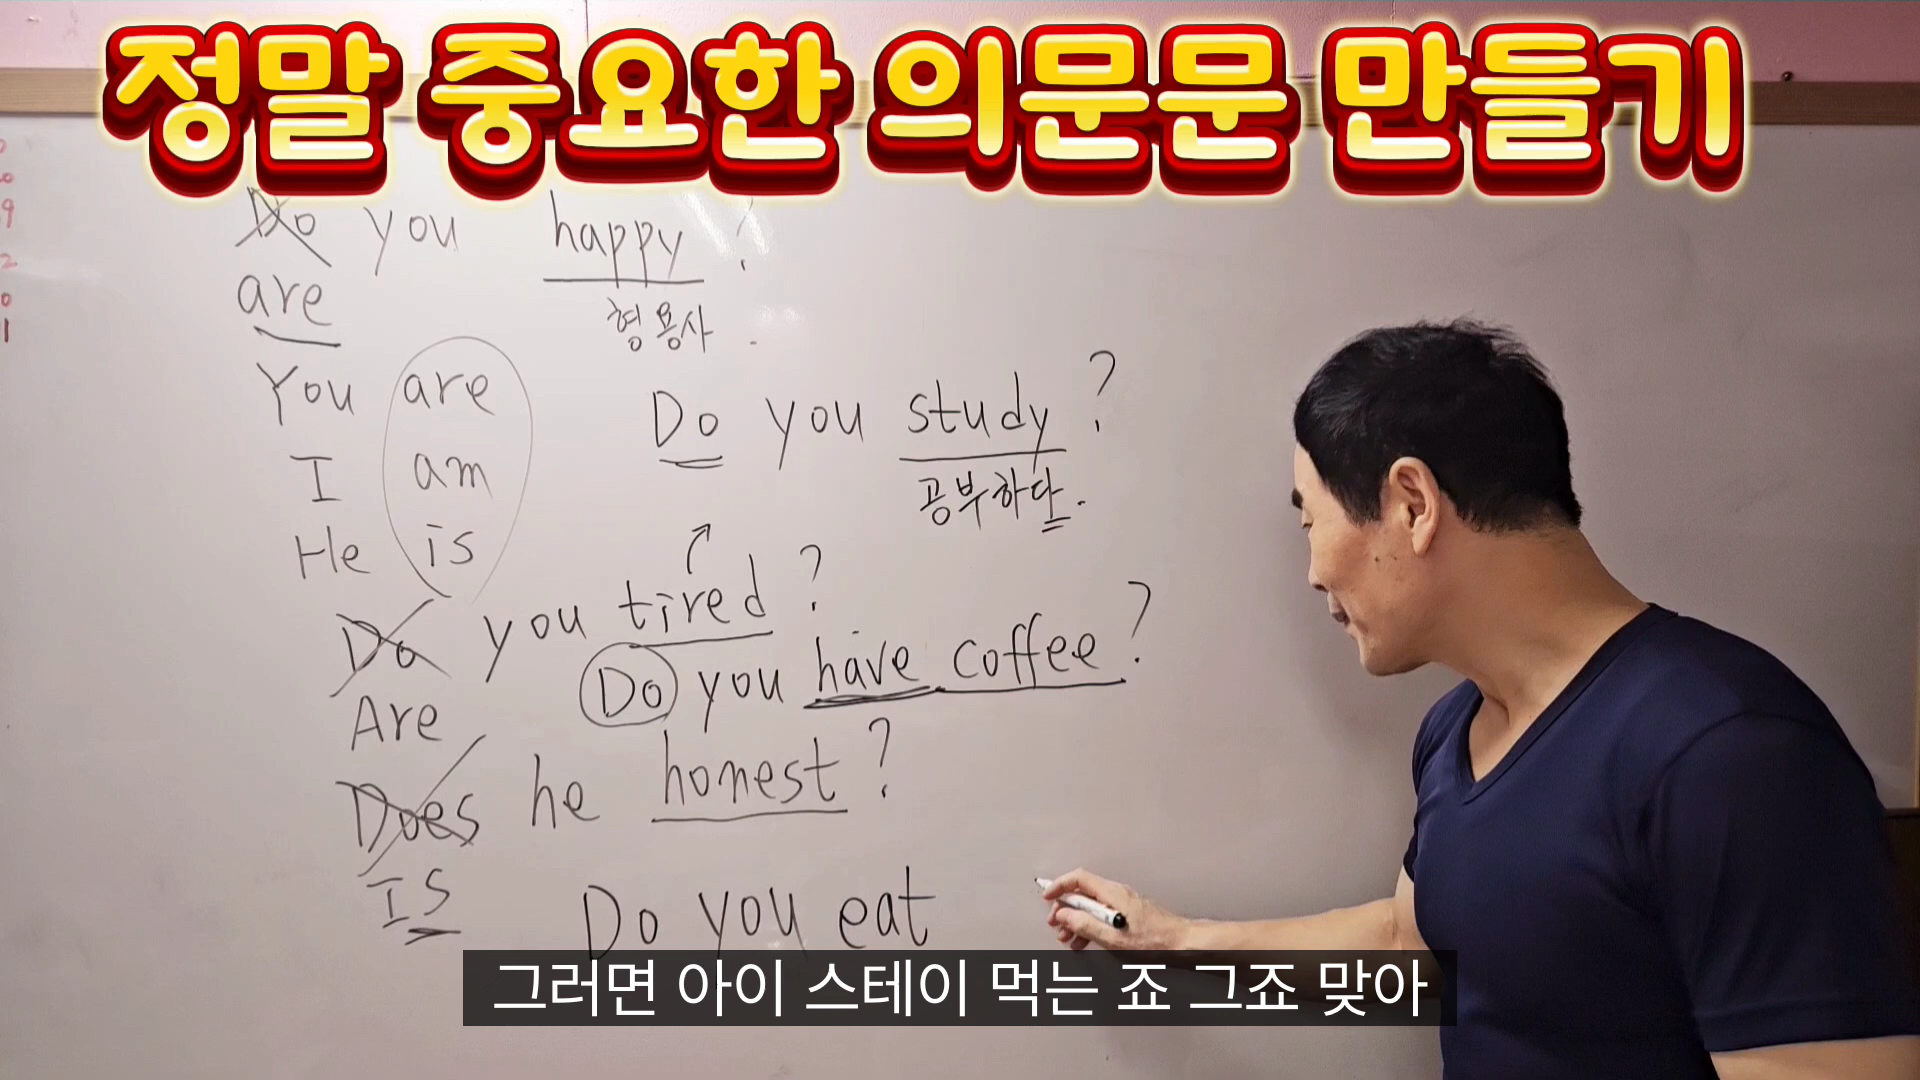 정말 중요한 의문문 만들기
Do you happy ?
are
형용사
You are
I am
He is
Do you study ?
공부하다.
Do you tired ?
Are
Do you have coffee ?
Does he honest ?
IS
Do you eat
그러면 아이 스테이 먹는 죠 그죠 맞아